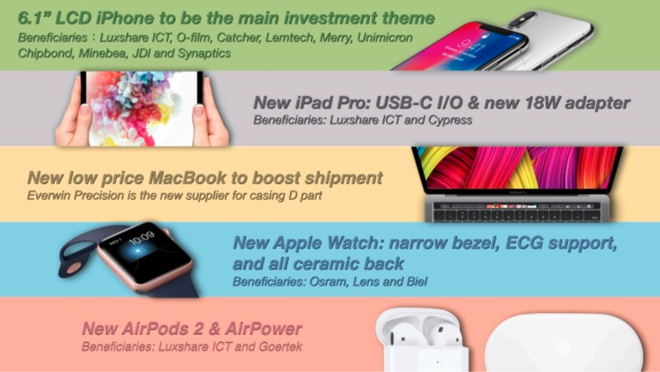 6.1” LCD iPhone to be the main investment theme
Beneficiaries：Luxshare ICT, O-film, Catcher, Lemtech, Merry, Unimicron
Chipbond, Minebea, JDI and Synaptics
New iPad Pro: USB-C I/O & new 18W adapter
Beneficiaries: Luxshare ICT and Cypress
New low price MacBook to boost shipment
Everwin Precision is the new supplier for casing D part
10:09
New Apple Watch: narrow bezel, ECG support,
and all ceramic back
Beneficiaries: Osram, Lens and Biel
New AirPods 2 & AirPower
Beneficiaries: Luxshare ICT and Goertek